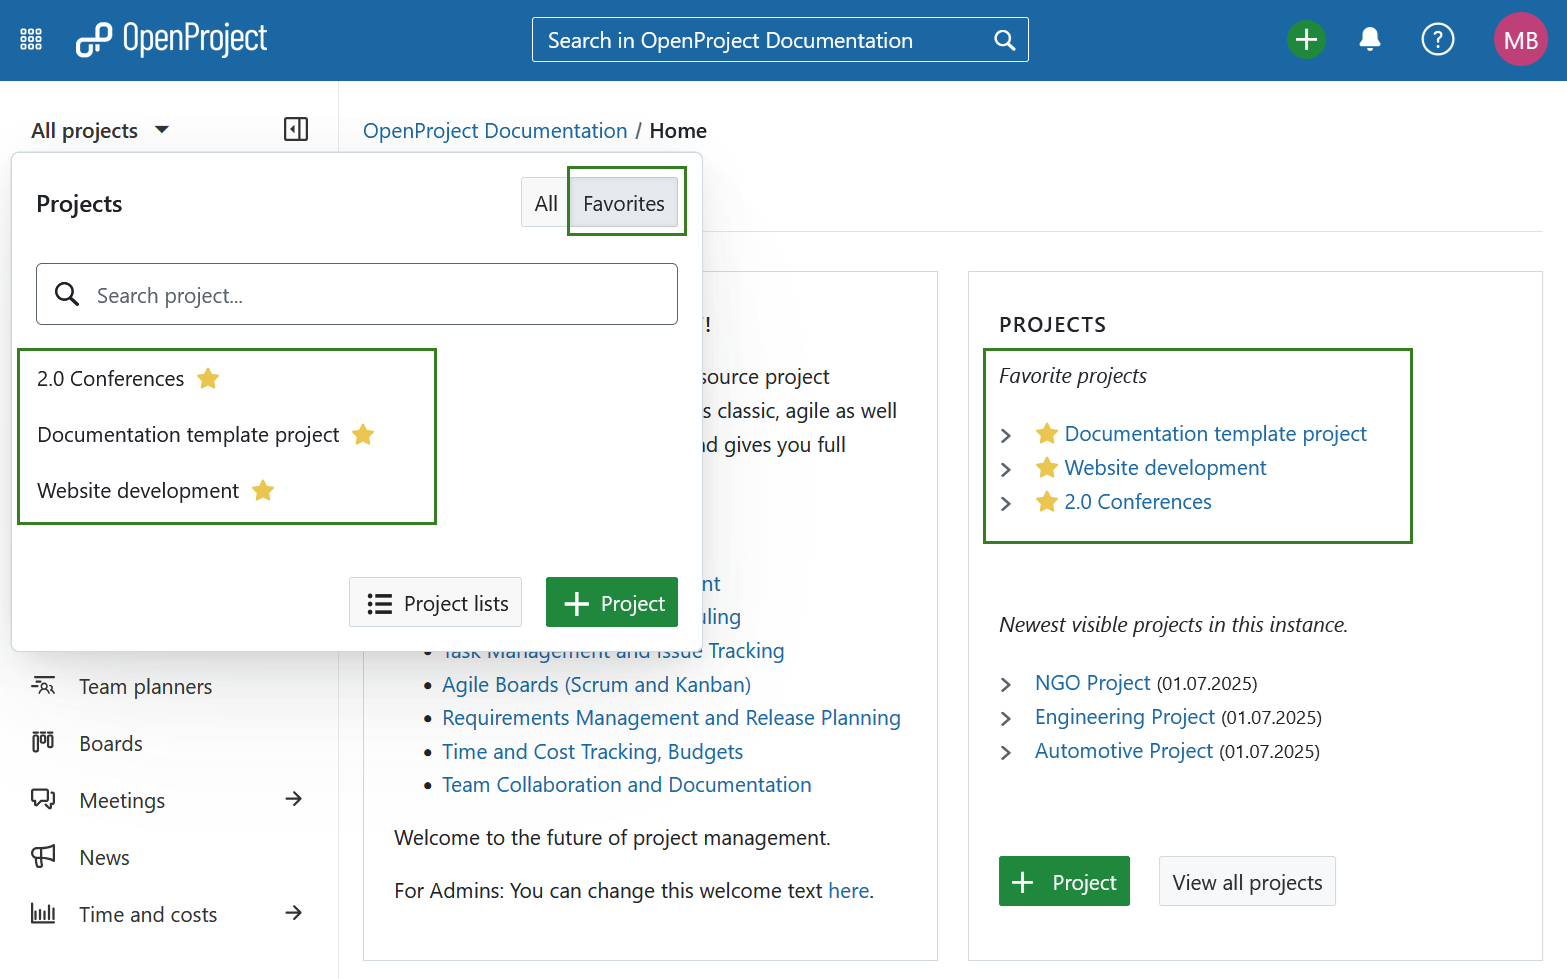 OpenProject
Search in OpenProject Documentation
MB
All projects
OpenProject Documentation / Home
Projects
All
Favorites
Search project...
2.0 Conferences
Documentation template project
Website development
Project lists
Project
Team planners
Boards
Meetings
News
Time and costs
source project
classic, agile as well
gives you full
Task Management and Issue Tracking
Agile Boards (Scrum and Kanban)
Requirements Management and Release Planning
Time and Cost Tracking, Budgets
Team Collaboration and Documentation
Welcome to the future of project management.
For Admins: You can change this welcome text here.
PROJECTS
Favorite projects
Documentation template project
Website development
2.0 Conferences
Newest visible projects in this instance.
NGO Project (01.07.2025)
Engineering Project (01.07.2025)
Automotive Project (01.07.2025)
Project
View all projects